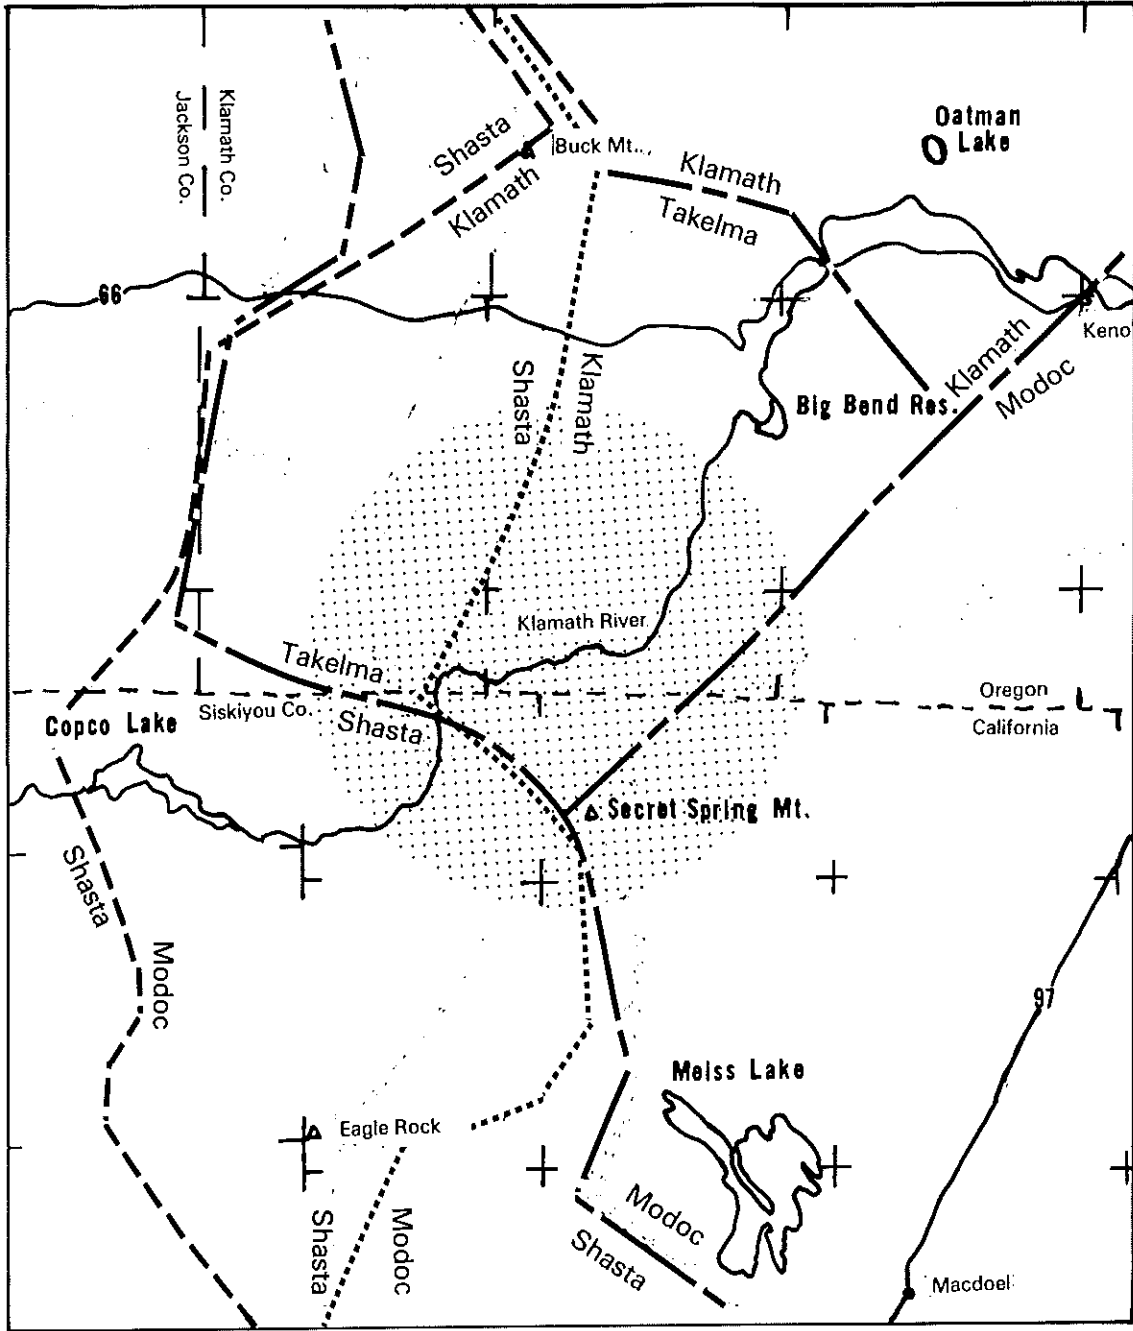 Oatman
Lake
Klamath Co.
Jackson Co.
Shasta
Klamath
Buck Mt.
Klamath
Takelma
66
Keno
Klamath
Modoc
Shasta
Klamath
Big Bend Res.
Klamath River
Takelma
Shasta
Siskiyou Co.
Oregon
California
Copco Lake
Secret Spring Mt.
Shasta
Modoc
97
Meiss Lake
Eagle Rock
Shasta
Modoc
Modoc
Shasta
Macdoel